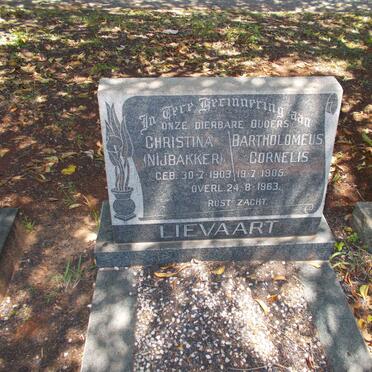 In Tere Herinnering aan
ONZE DIERBARE OUDERS
CHRISTINA BARTHOLOMEUS
(NIJBAKKER) CORNELIS
GEB. 30-7-1903. 19-7-1905.
OVERL. 24-8-1963.
RUST ZACHT.
LIEVAART